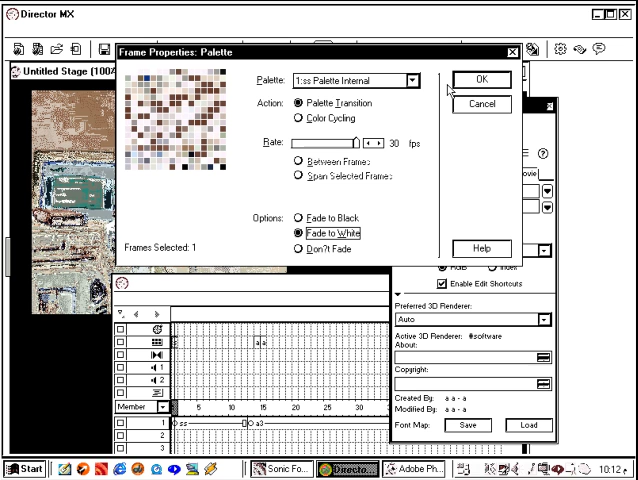 Director MX
Frame Properties: Palette
Untitled Stage (100%
Palette: 1:ss Palette Internal
OK
Action: Palette Transition
Cancel
Color Cycling
Rate: 30 fps
Between Frames
Span Selected Frames
Options: Fade to Black
Fade to White
Frames Selected: 1
Don?t Fade
Help
RGB Index
Enable Edit Shortcuts
Preferred 3D Renderer:
Auto
Active 3D Renderer: #software
About:
Copyright:
Created By: a a - a
Modified By: a a - a
Font Map: Save Load
1
2
Member 5 10 15 20 25 30
1 ss a3
2
3
Start Sonic Fo... Directo... Adobe Ph... 10:12 م